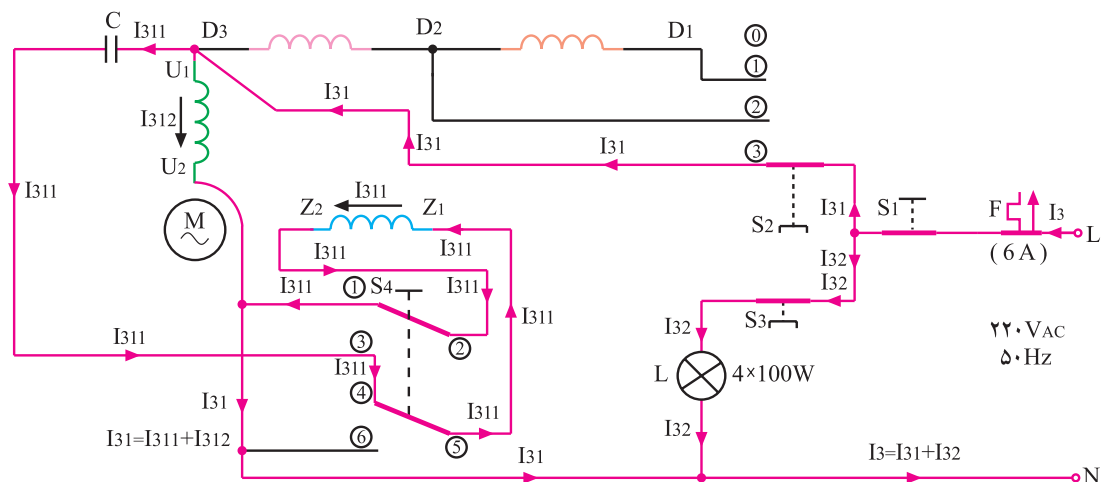 C
I311
D3
D2
D1
⓪
①
U1
I31
②
I312
I31
I31
③
U2
I311
I311
Z2
Z1
S1
F
I3
M
I31
S2
L
I311
(6A)
I32
I311
①
S4
I311
I32
I311
I311
I32
S3
②
③
I311
L
4×100W
۲۲۰VAC
۵۰Hz
④
I31
I311
I32
I31=I311+I312
⑥
⑤
I31
I3=I31+I32
N